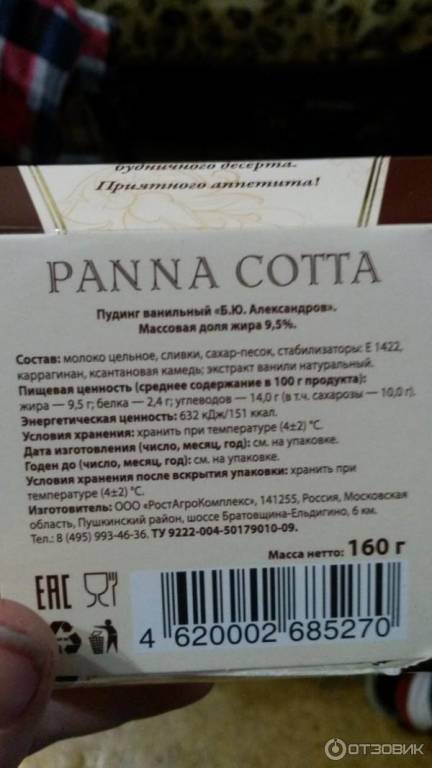 будничного десерта.
Приятного аппетита!
PANNA COTTA
Пудинг ванильный «Б.Ю. Александров».
Массовая доля жира 9,5%.
Состав: молоко цельное, сливки, сахар-песок, стабилизаторы: Е 1422,
каррагинан, ксантановая камедь; экстракт ванили натуральный.
Пищевая ценность (среднее содержание в 100 г продукта):
жира — 9,5 г; белка — 2,4 г; углеводов — 14,0 г (в т.ч. сахарозы — 10,0 г).
Энергетическая ценность: 632 кДж/151 ккал.
Условия хранения: хранить при температуре (4±2) °С.
Дата изготовления (число, месяц, год): см. на упаковке.
Годен до (число, месяц, год): см. на упаковке.
Условия хранения после вскрытия упаковки: хранить при
температуре (4±2) °С.
Изготовитель: ООО «РостАгроКомплекс», 141255, Россия, Московская
область, Пушкинский район, шоссе Братовщина-Ельдигино, 6 км.
Тел.: 8 (495) 993-46-36. ТУ 9222-004-50179010-09.
Масса нетто: 160 г
EAC
4 620002 685270
ОТЗОВИК